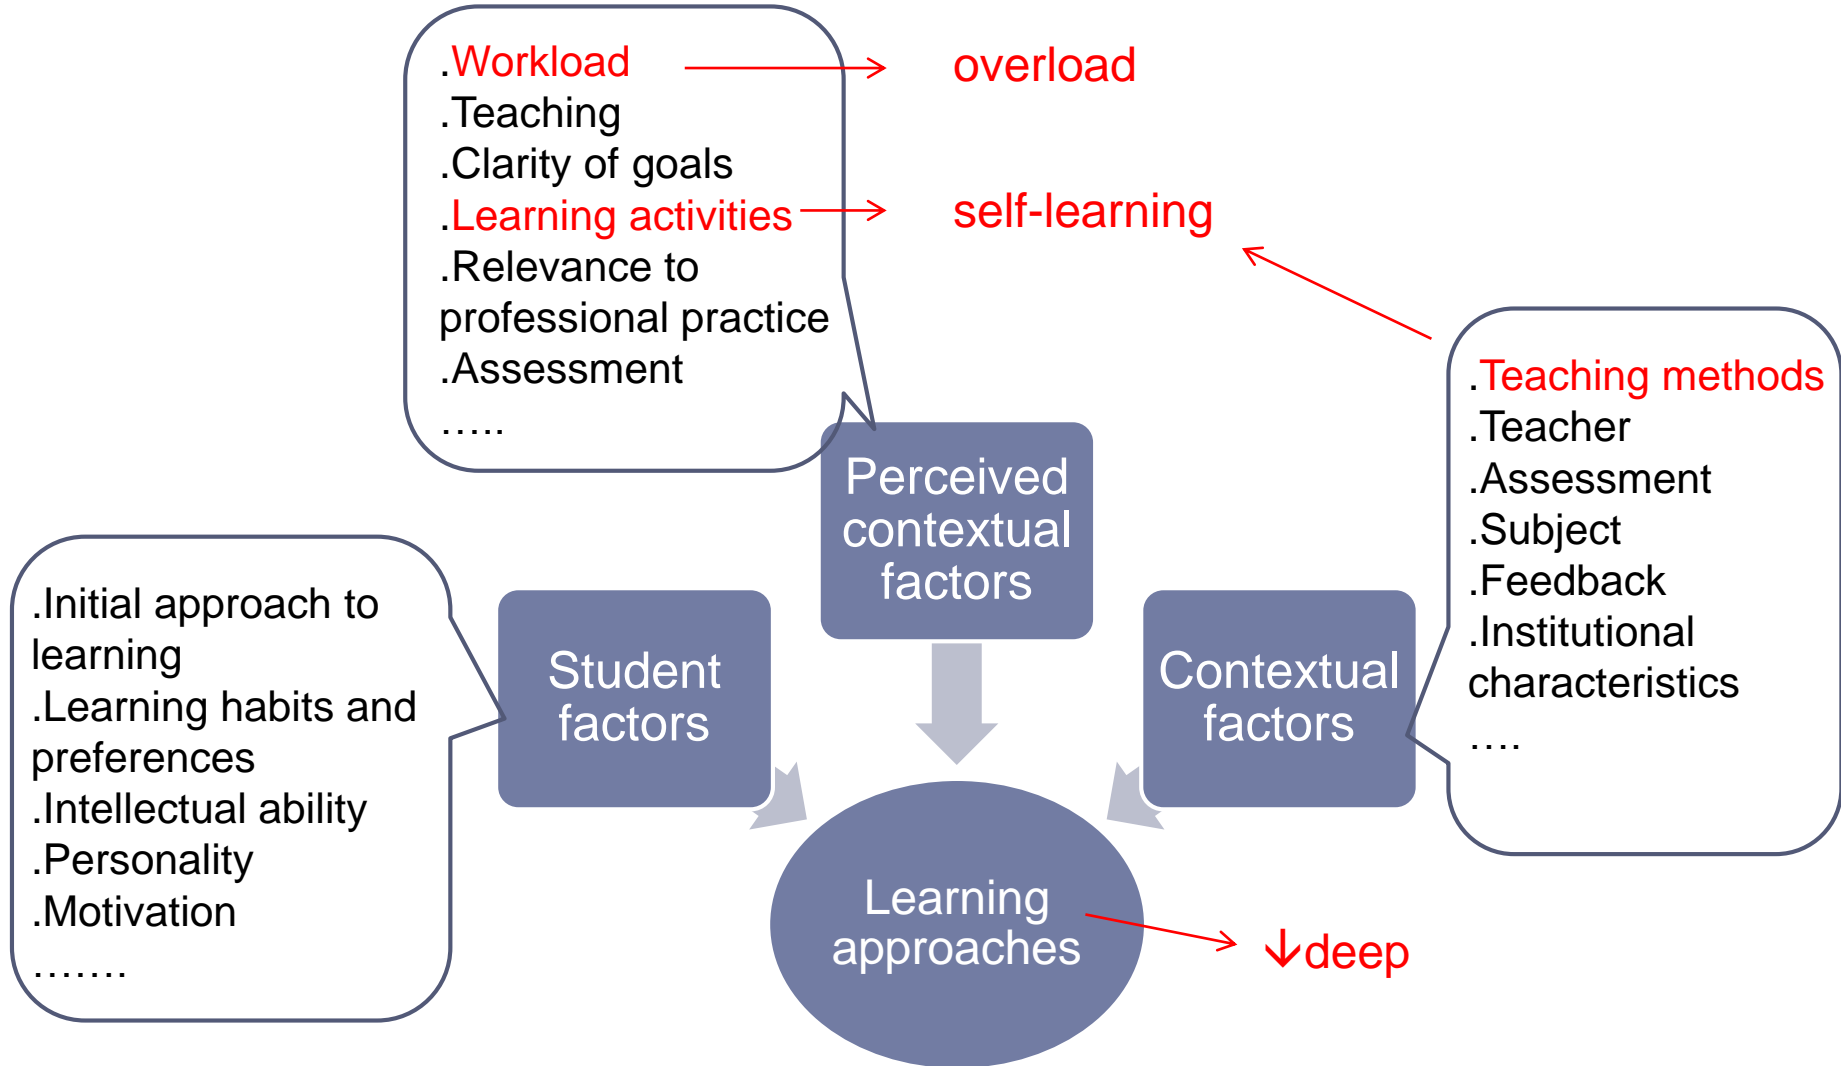 .Workload
.Teaching
.Clarity of goals
.Learning activities
.Relevance to
professional practice
.Assessment
…..
overload
self-learning
.Teaching methods
.Teacher
.Assessment
.Subject
.Feedback
.Institutional
characteristics
….
Perceived
contextual
factors
.Initial approach to
learning
.Learning habits and
preferences
.Intellectual ability
.Personality
.Motivation
…….
Student
factors
Contextual
factors
Learning
approaches
↓deep